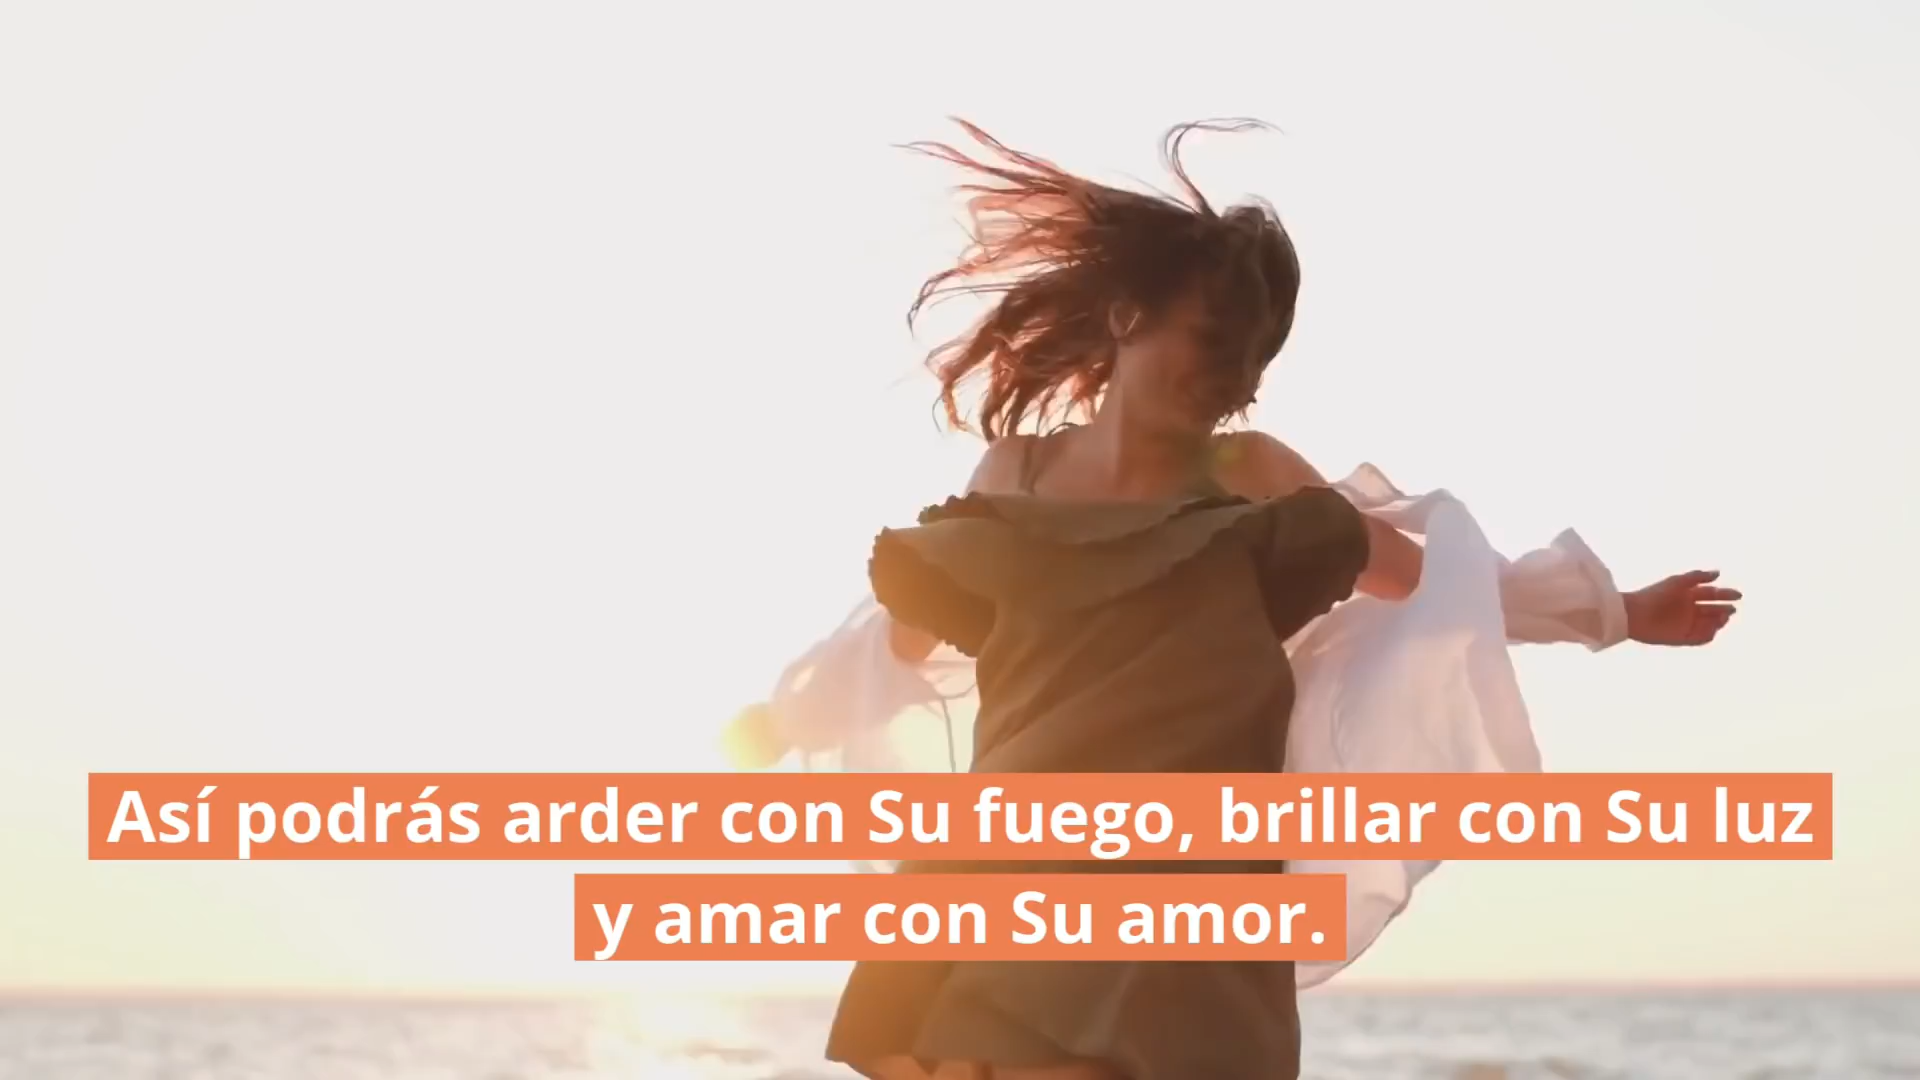 Así podrás arder con Su fuego, brillar con Su luz
y amar con Su amor.